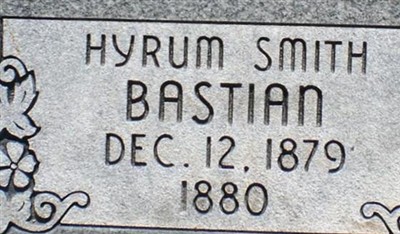 HYRUM SMITH
BASTIAN
DEC. 12, 1879
1880